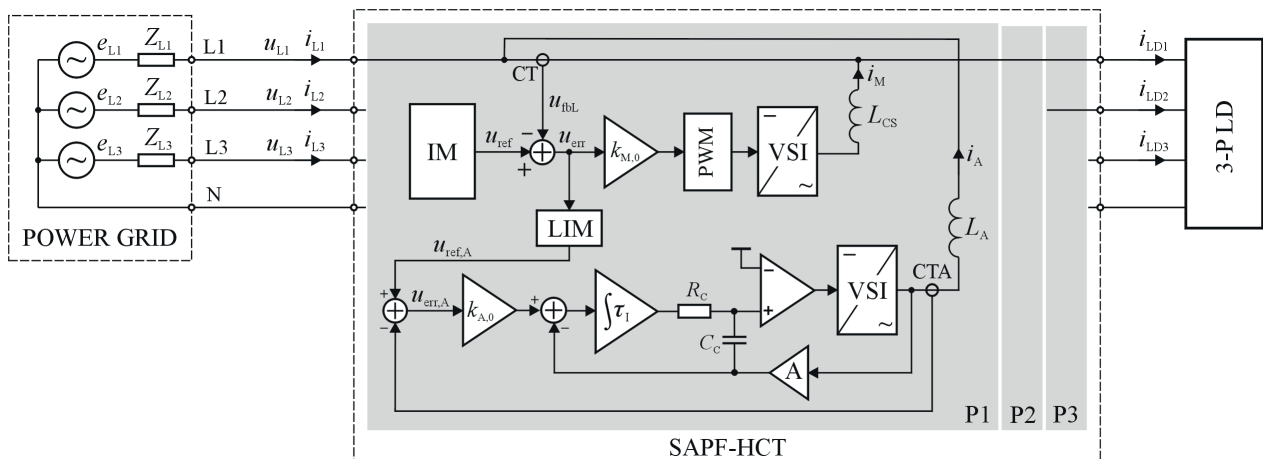 e_L1 Z_L1 L1 u_L1 i_L1
e_L2 Z_L2 L2 u_L2 i_L2
e_L3 Z_L3 L3 u_L3 i_L3
N
POWER GRID
CT
u_fbL
IM
u_ref
−
+
u_err
k_M,0
PWM
−
VSI
~
i_M
L_CS
i_A
L_A
LIM
u_ref,A
+
−
u_err,A
k_A,0
+
−
∫τ_I
R_C
C_C
−
+
−
VSI
~
CTA
A
P1 P2 P3
SAPF-HCT
i_LD1
i_LD2
i_LD3
3-P LD